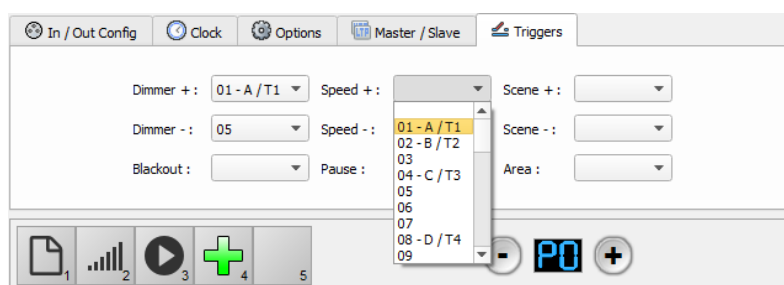 In / Out Config Clock Options LTP Master / Slave Triggers
Dimmer + : 01 - A / T1 Speed + : Scene + :
Dimmer - : 05 Speed - : Scene - :
Blackout : Pause : Area :
01 - A / T1
02 - B / T2
03
04 - C / T3
05
06
07
08 - D / T4
09
1 2 3 4 5
- P0 +